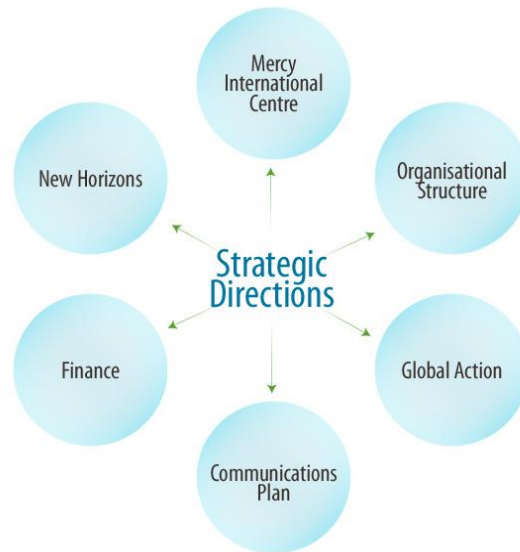 Mercy
International
Centre
New Horizons
Organisational
Structure
Strategic
Directions
Finance
Global Action
Communications
Plan